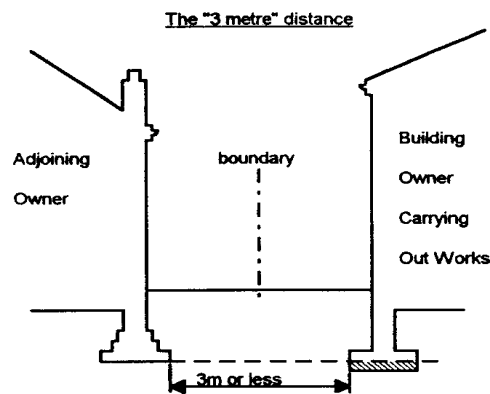 The "3 metre" distance
Adjoining
Owner
boundary
Building
Owner
Carrying
Out Works
3m or less